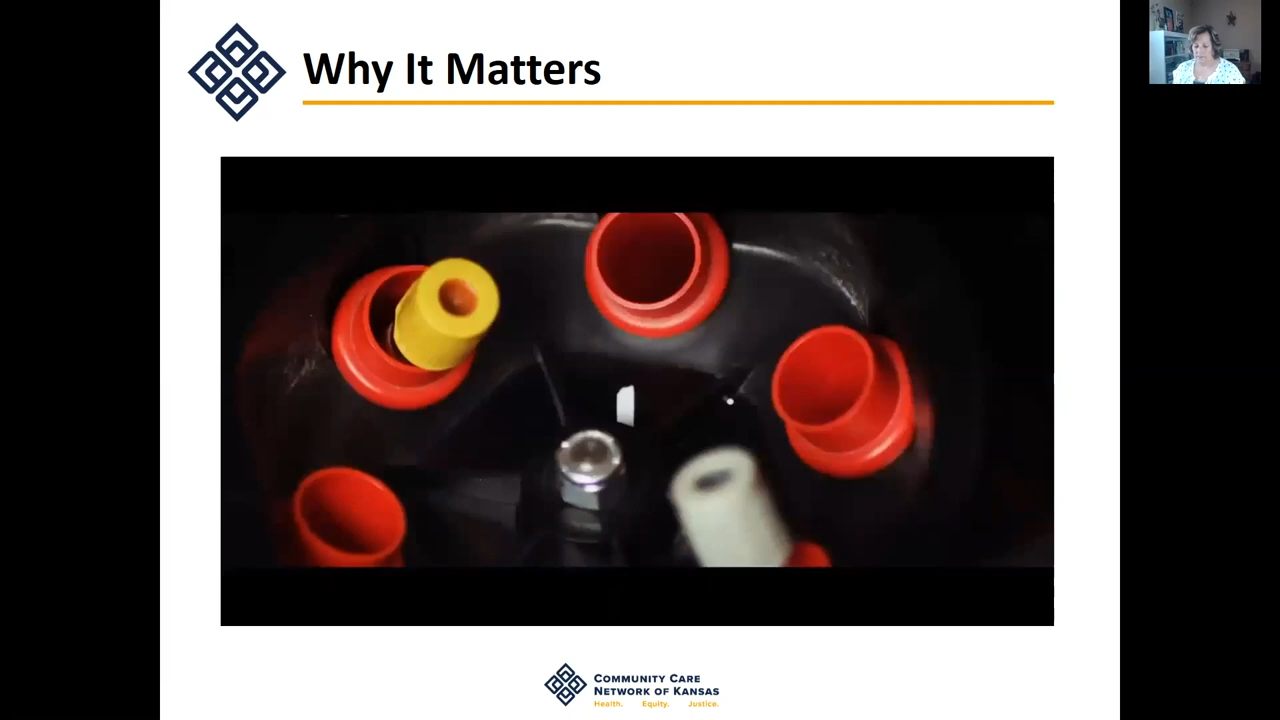 Why It Matters
COMMUNITY CARE
NETWORK OF KANSAS
Health. Equity. Justice.